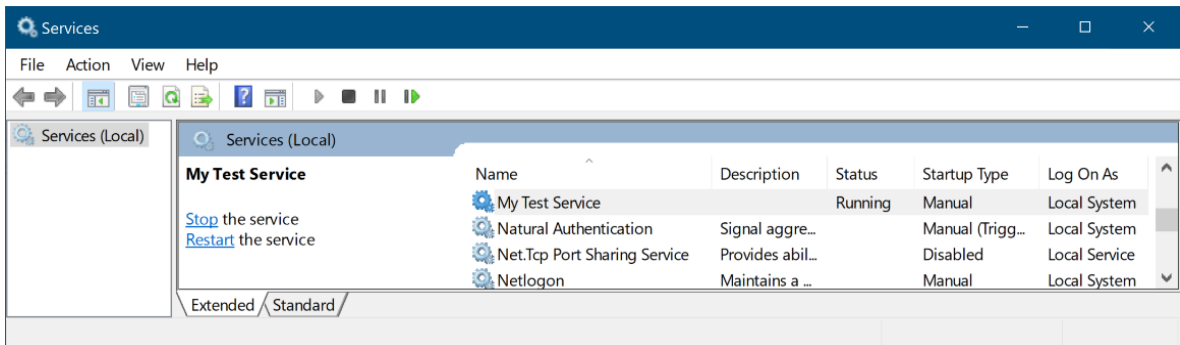 Services
File Action View Help
Services (Local)
Services (Local)
My Test Service
Stop the service
Restart the service
Name Description Status Startup Type Log On As
My Test Service Running Manual Local System
Natural Authentication Signal aggre... Manual (Trigg... Local System
Net.Tcp Port Sharing Service Provides abil... Disabled Local Service
Netlogon Maintains a ... Manual Local System
Extended Standard